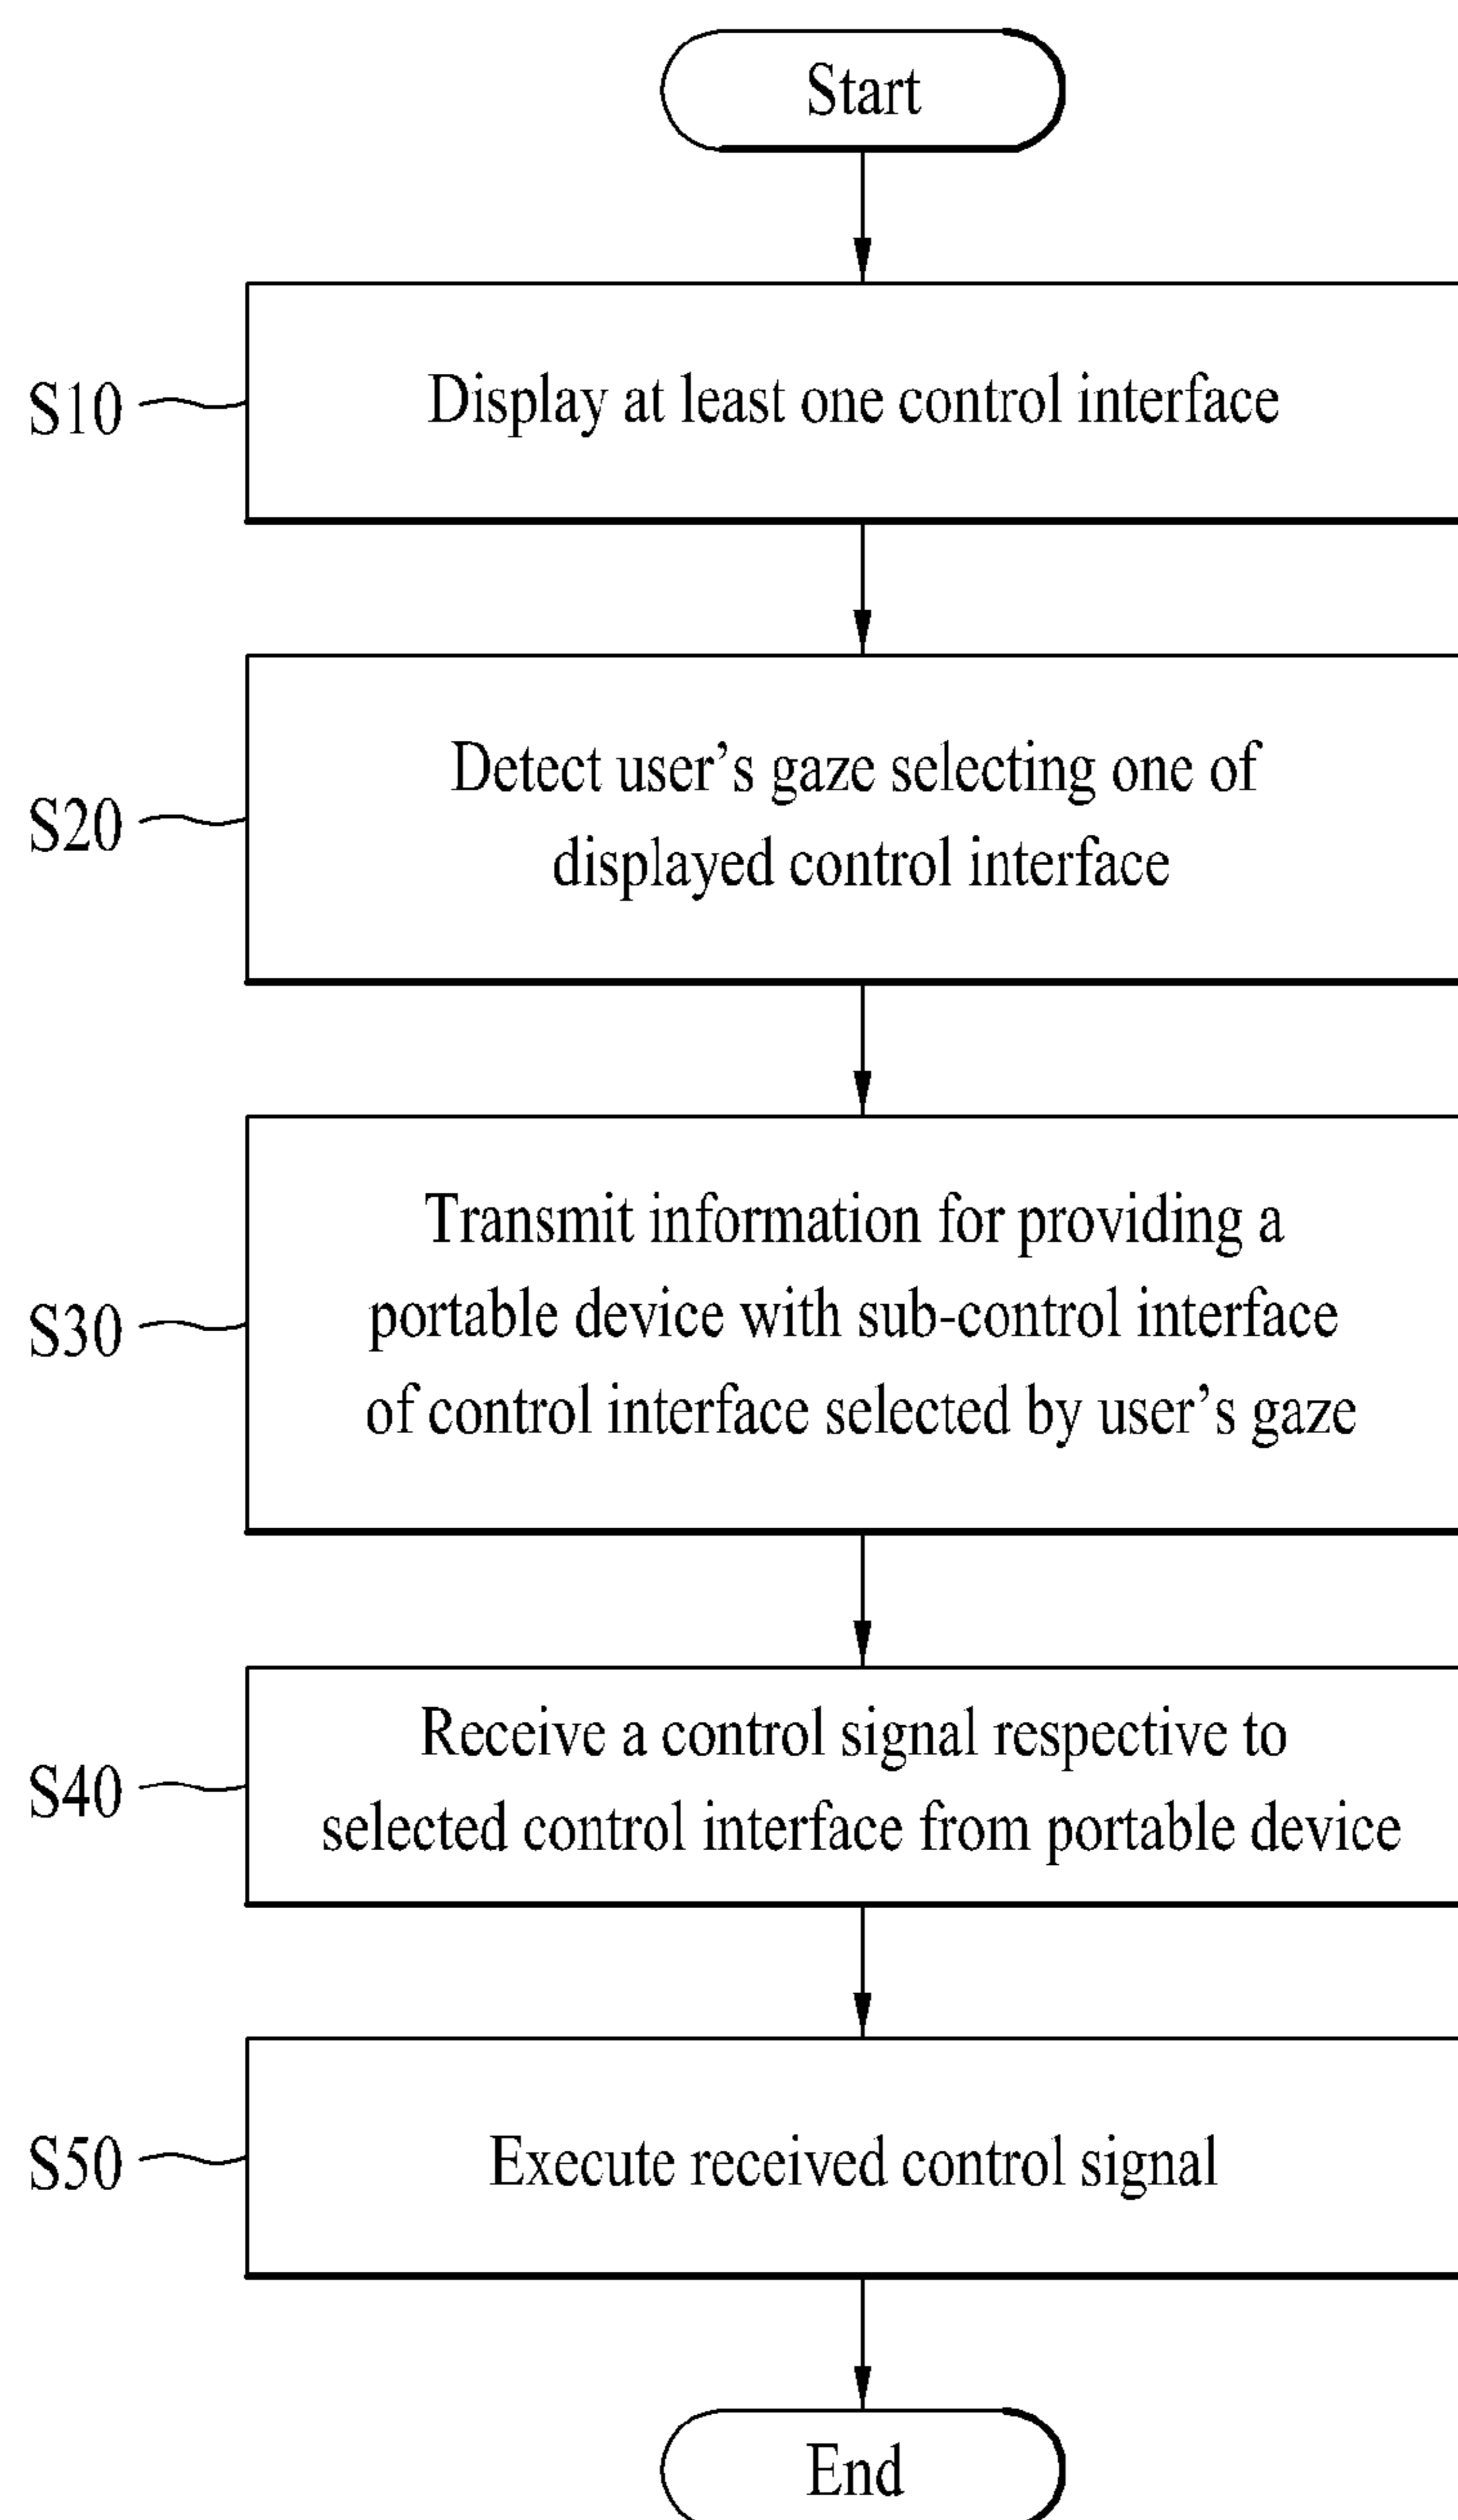 Start
S10
Display at least one control interface
S20
Detect user’s gaze selecting one of
displayed control interface
S30
Transmit information for providing a
portable device with sub-control interface
of control interface selected by user’s gaze
S40
Receive a control signal respective to
selected control interface from portable device
S50
Execute received control signal
End